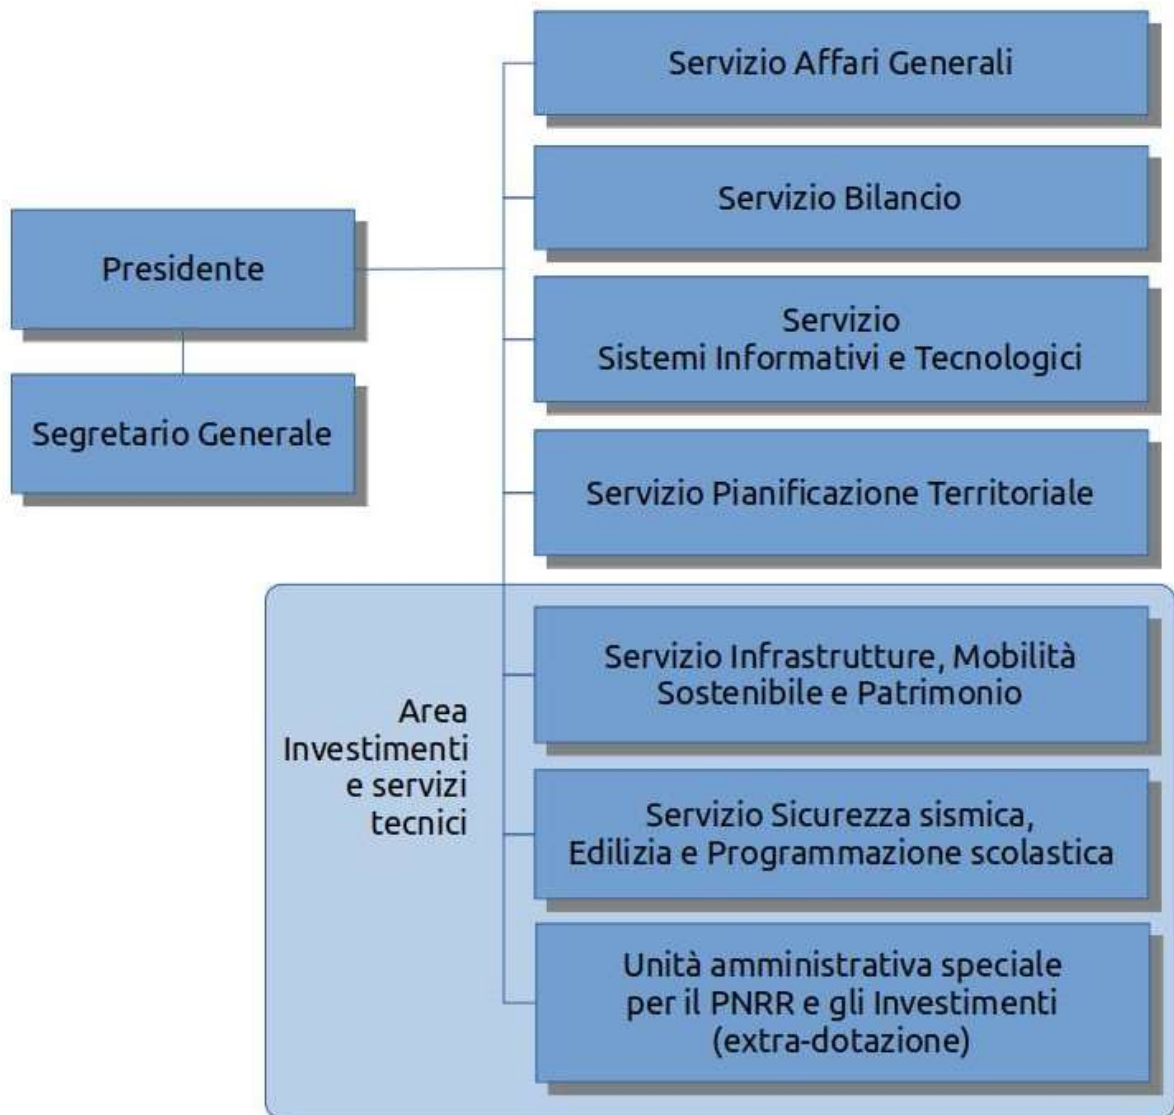 Servizio Affari Generali
Servizio Bilancio
Presidente
Servizio
Sistemi Informativi e Tecnologici
Segretario Generale
Servizio Pianificazione Territoriale
Area
Investimenti
e servizi
tecnici
Servizio Infrastrutture, Mobilità
Sostenibile e Patrimonio
Servizio Sicurezza sismica,
Edilizia e Programmazione scolastica
Unità amministrativa speciale
per il PNRR e gli Investimenti
(extra-dotazione)